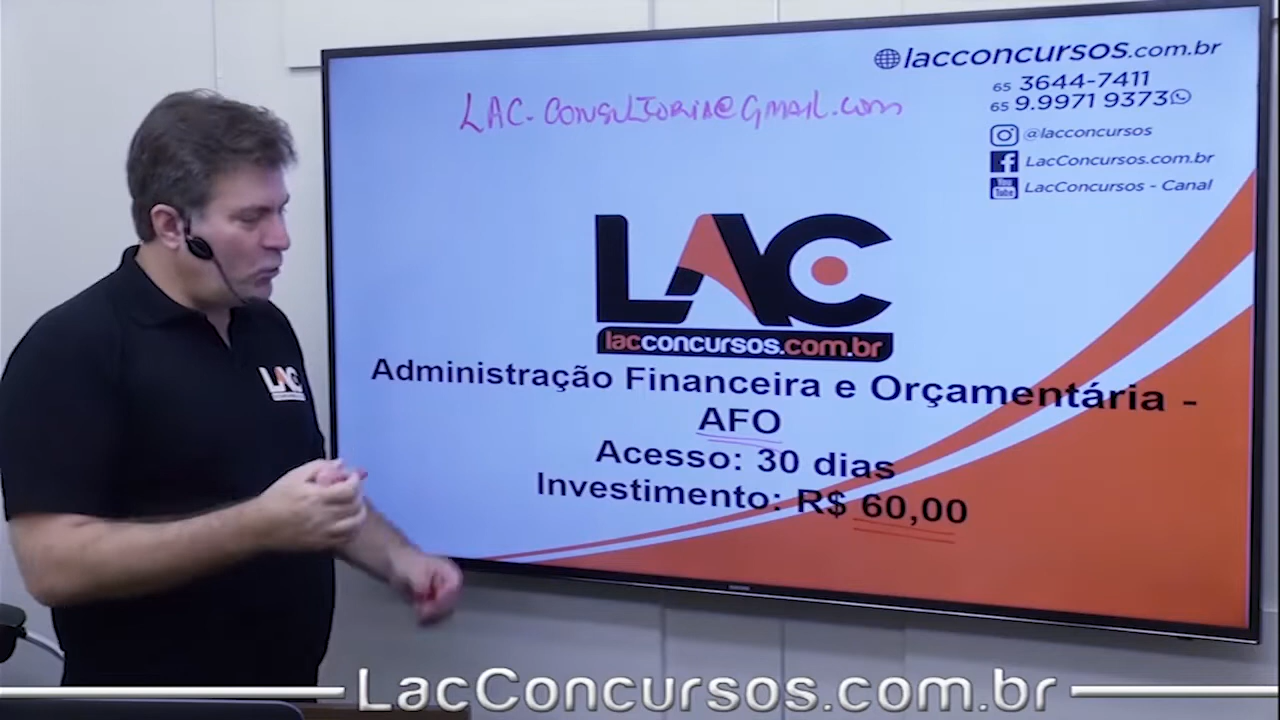 lacconcursos.com.br
65 3644-7411
65 9.9971 9373
@lacconcursos
LacConcursos.com.br
You Tube LacConcursos - Canal
LAC.CONSULTORIA@GMAIL.COM
LAC
lacconcursos.com.br
Administração Financeira e Orçamentária -
AFO
Acesso: 30 dias
Investimento: R$ 60,00
LAC
LacConcursos.com.br